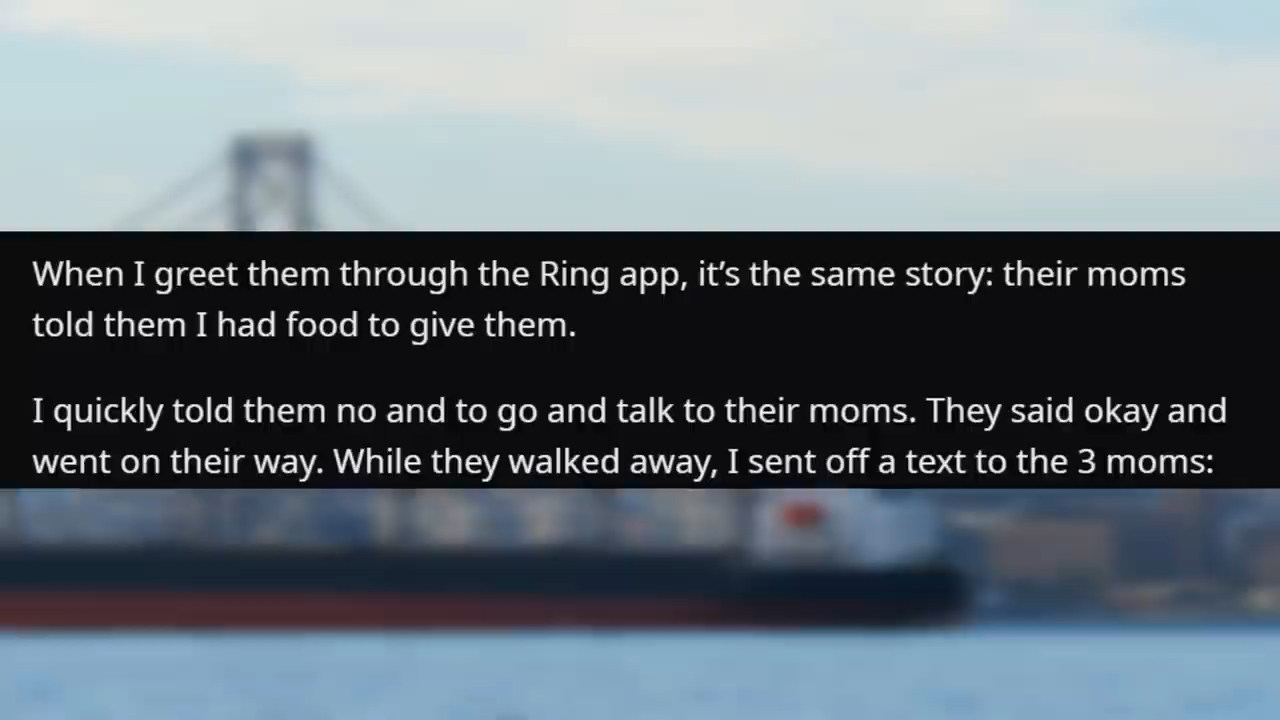 When I greet them through the Ring app, it’s the same story: their moms
told them I had food to give them.
I quickly told them no and to go and talk to their moms. They said okay and
went on their way. While they walked away, I sent off a text to the 3 moms: